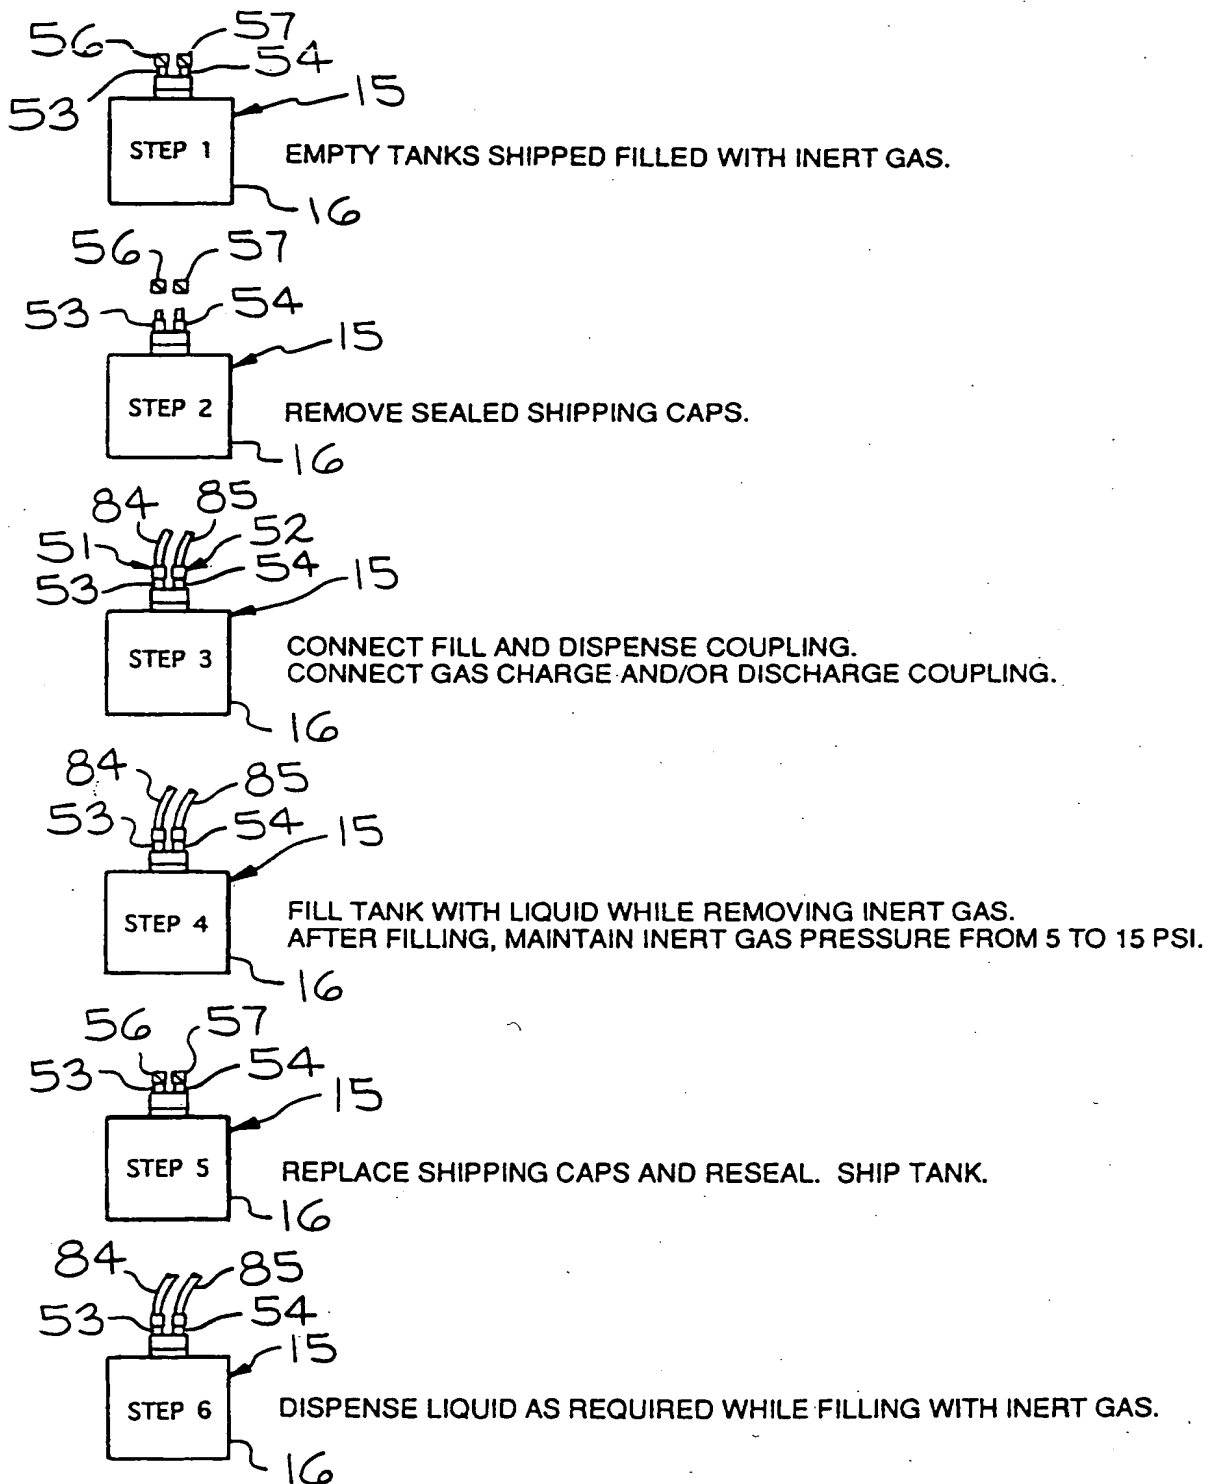 56 57
53 54
15
STEP 1
EMPTY TANKS SHIPPED FILLED WITH INERT GAS.
16
56 57
53 54
15
STEP 2
REMOVE SEALED SHIPPING CAPS.
16
84 85
51 52
53 54
15
STEP 3
CONNECT FILL AND DISPENSE COUPLING.
CONNECT GAS CHARGE AND/OR DISCHARGE COUPLING.
16
84 85
53 54
15
STEP 4
FILL TANK WITH LIQUID WHILE REMOVING INERT GAS.
AFTER FILLING, MAINTAIN INERT GAS PRESSURE FROM 5 TO 15 PSI.
16
56 57
53 54
15
STEP 5
REPLACE SHIPPING CAPS AND RESEAL. SHIP TANK.
16
84 85
53 54
15
STEP 6
DISPENSE LIQUID AS REQUIRED WHILE FILLING WITH INERT GAS.
16